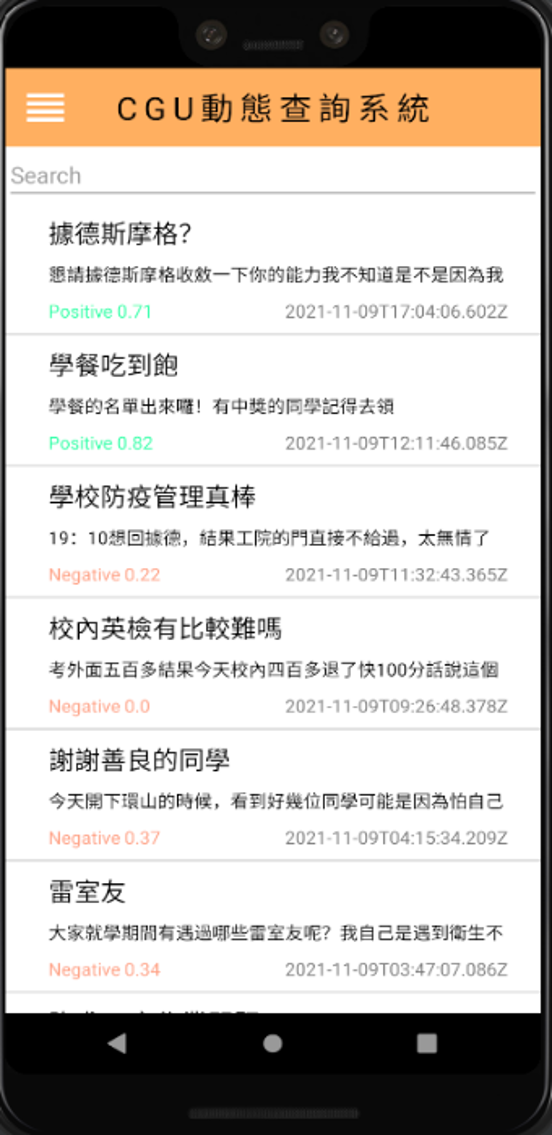 CGU動態查詢系統
Search
據德斯摩格?
懇請據德斯摩格收斂一下你的能力我不知道是不是因為我
Positive 0.71
2021-11-09T17:04:06.602Z
學餐吃到飽
學餐的名單出來囉！有中獎的同學記得去領
Positive 0.82
2021-11-09T12:11:46.085Z
學校防疫管理真棒
19：10想回據德，結果工院的門直接不給過，太無情了
Negative 0.22
2021-11-09T11:32:43.365Z
校內英檢有比較難嗎
考外面五百多結果今天校內四百多退了快100分話說這個
Negative 0.0
2021-11-09T09:26:48.378Z
謝謝善良的同學
今天開下環山的時候，看到好幾位同學可能是因為怕自己
Negative 0.37
2021-11-09T04:15:34.209Z
雷室友
大家就學期間有遇過哪些雷室友呢？我自己是遇到衛生不
Negative 0.34
2021-11-09T03:47:07.086Z